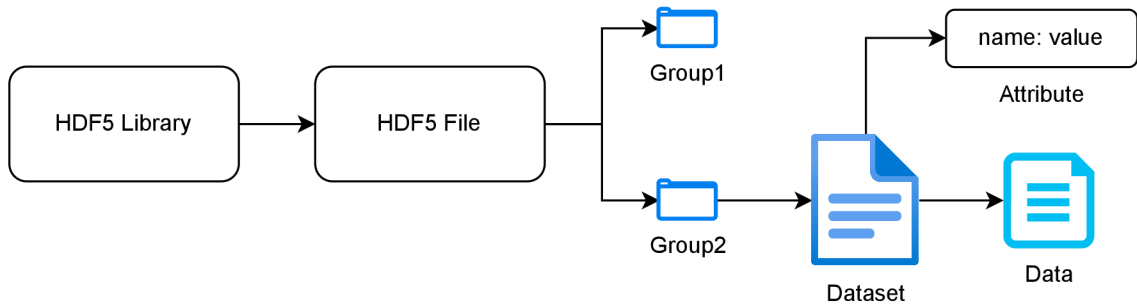 HDF5 Library
HDF5 File
Group1
Group2
name: value
Attribute
Dataset
Data